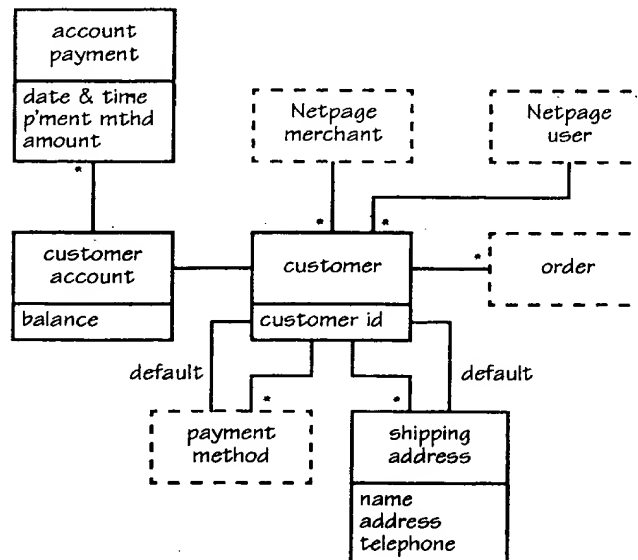 account
payment
date & time
p'ment mthd
amount
*
Netpage
merchant
Netpage
user
*
*
customer
account
balance
customer
customer id
*
order
default
default
*
*
payment
method
shipping
address
name
address
telephone